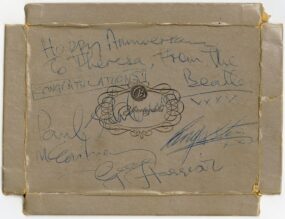 Happy Anniversary
To Theresa, From The
CONGRATULATIONS!! Beatles
xxxx
Paul
McCartney
George Harrison